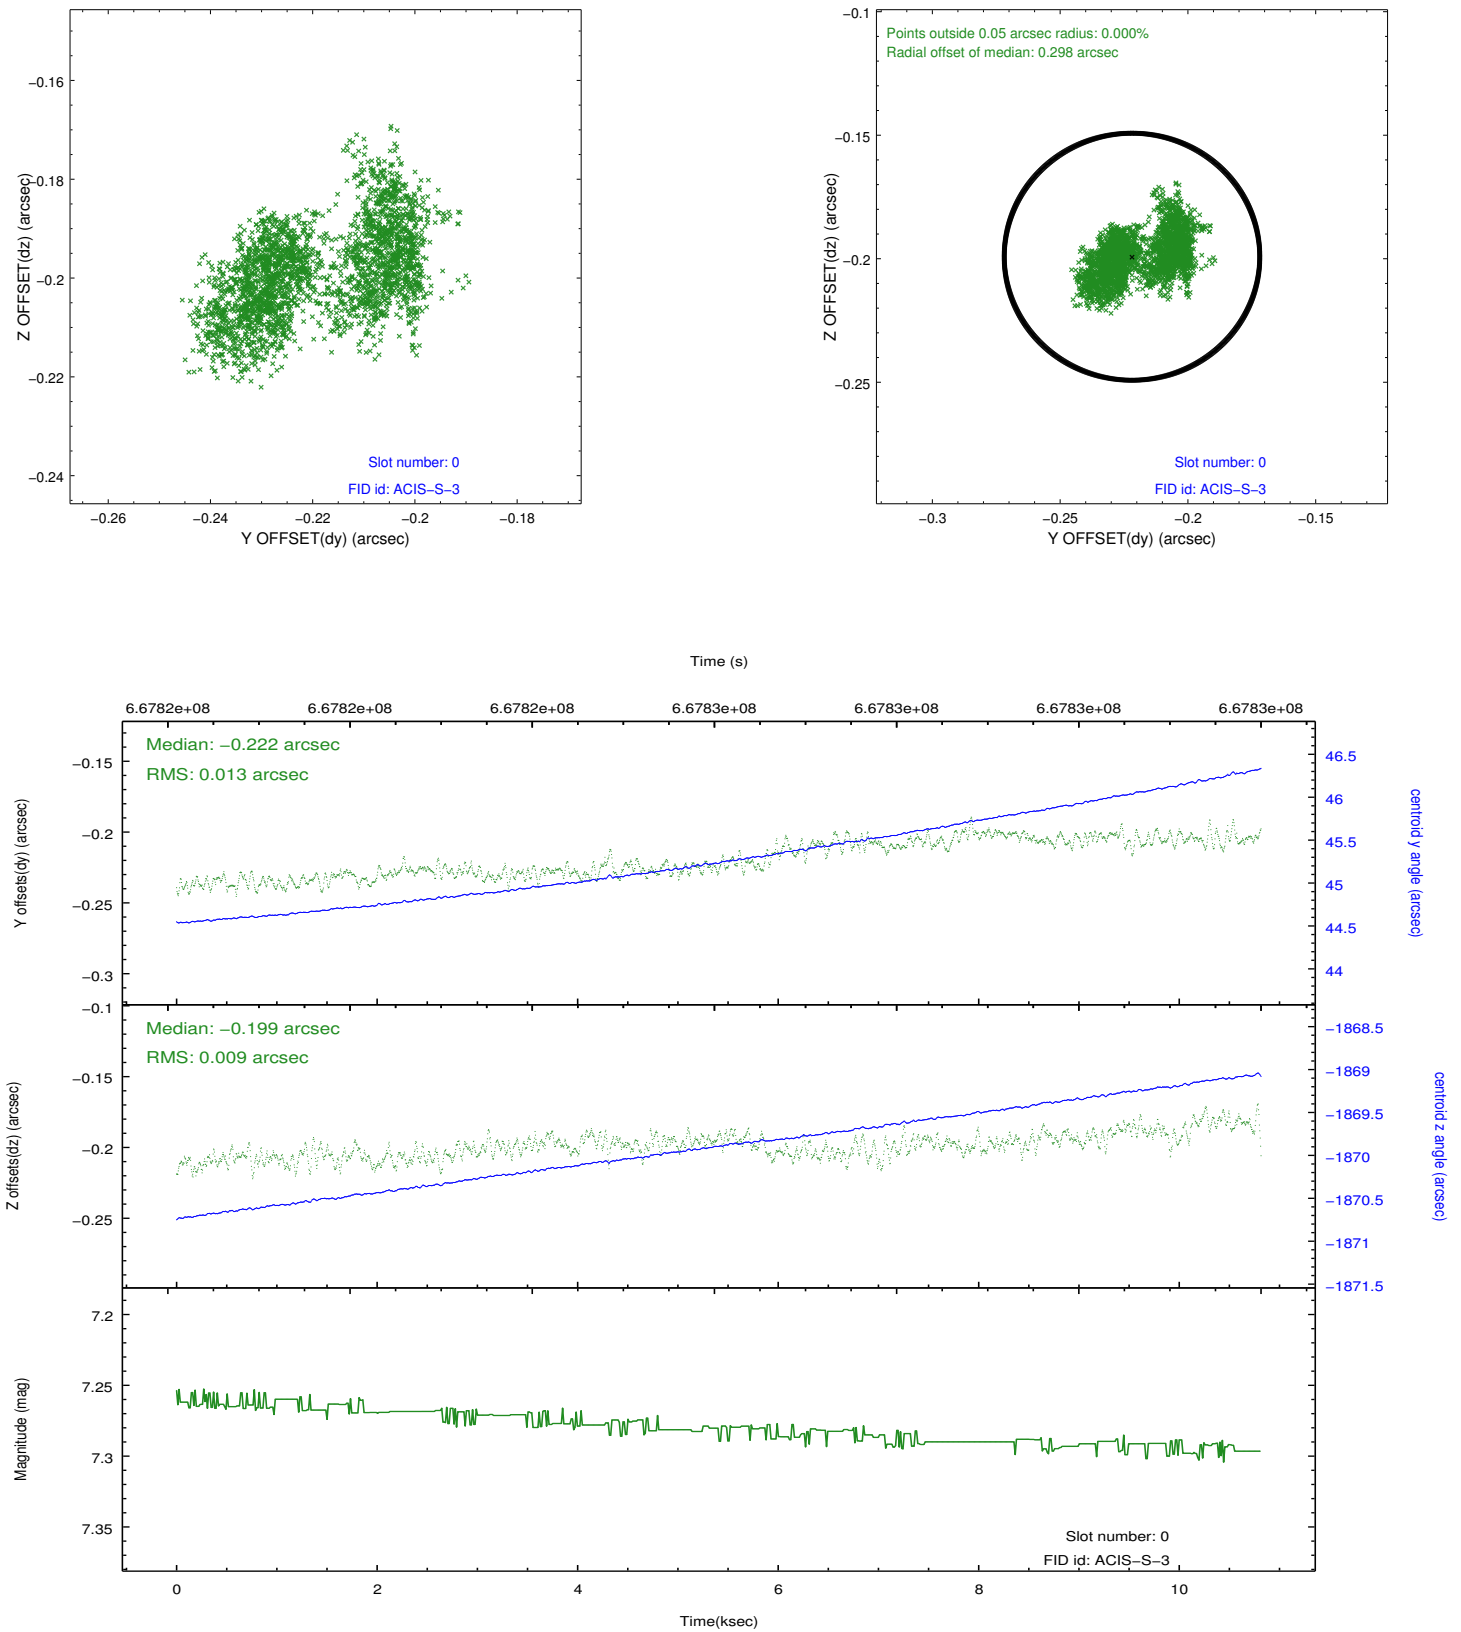 −0.16
−0.18
−0.2
−0.22
−0.24
Z OFFSET(dz) (arcsec)
Slot number: 0
FID id: ACIS−S−3
−0.26
−0.24
−0.22
−0.2
−0.18
Y OFFSET(dy) (arcsec)
−0.1
−0.15
−0.2
−0.25
Z OFFSET(dz) (arcsec)
Points outside 0.05 arcsec radius: 0.000%
Radial offset of median: 0.298 arcsec
Slot number: 0
FID id: ACIS−S−3
−0.3
−0.25
−0.2
−0.15
Y OFFSET(dy) (arcsec)
Time (s)
6.6782e+08
6.6782e+08
6.6782e+08
6.6783e+08
6.6783e+08
6.6783e+08
6.6783e+08
Median: −0.222 arcsec
RMS: 0.013 arcsec
−0.15
−0.2
−0.25
−0.3
Y offsets(dy) (arcsec)
46.5
46
45.5
45
44.5
44
centroid y angle (arcsec)
Median: −0.199 arcsec
RMS: 0.009 arcsec
−0.1
−0.15
−0.2
−0.25
Z offsets(dz) (arcsec)
−1868.5
−1869
−1869.5
−1870
−1870.5
−1871
−1871.5
centroid z angle (arcsec)
7.2
7.25
7.3
7.35
Magnitude (mag)
Slot number: 0
FID id: ACIS−S−3
0
2
4
6
8
10
Time(ksec)